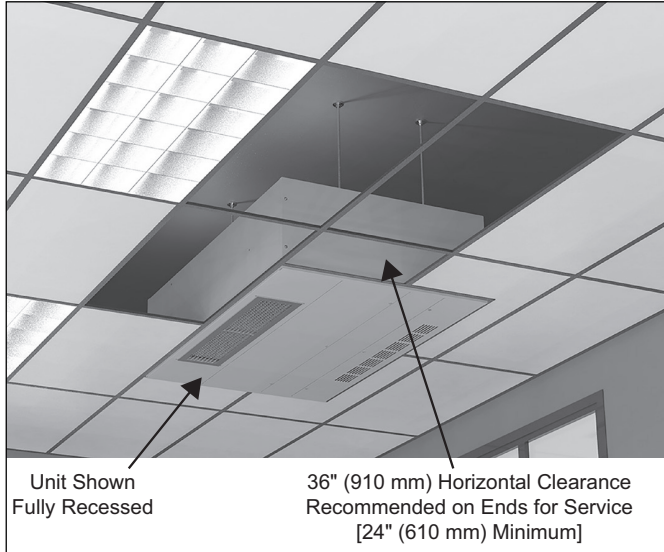 Unit Shown
Fully Recessed
36" (910 mm) Horizontal Clearance
Recommended on Ends for Service
[24" (610 mm) Minimum]